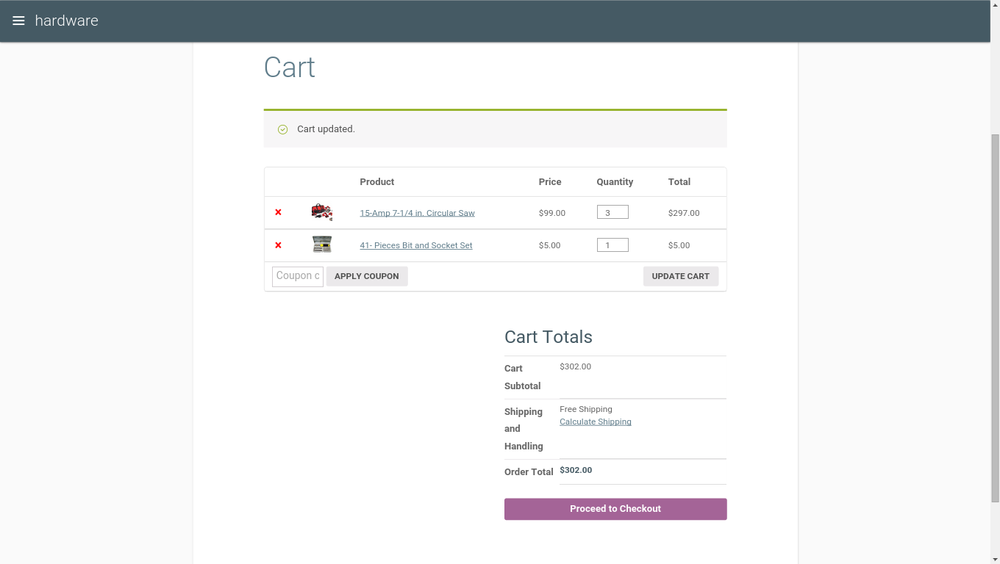 hardware
Cart
Cart updated.
Product Price Quantity Total
15-Amp 7-1/4 in. Circular Saw $99.00 3 $297.00
41- Pieces Bit and Socket Set $5.00 1 $5.00
Coupon c APPLY COUPON UPDATE CART
Cart Totals
Cart Subtotal $302.00
Shipping and Handling Free Shipping
Calculate Shipping
Order Total $302.00
Proceed to Checkout